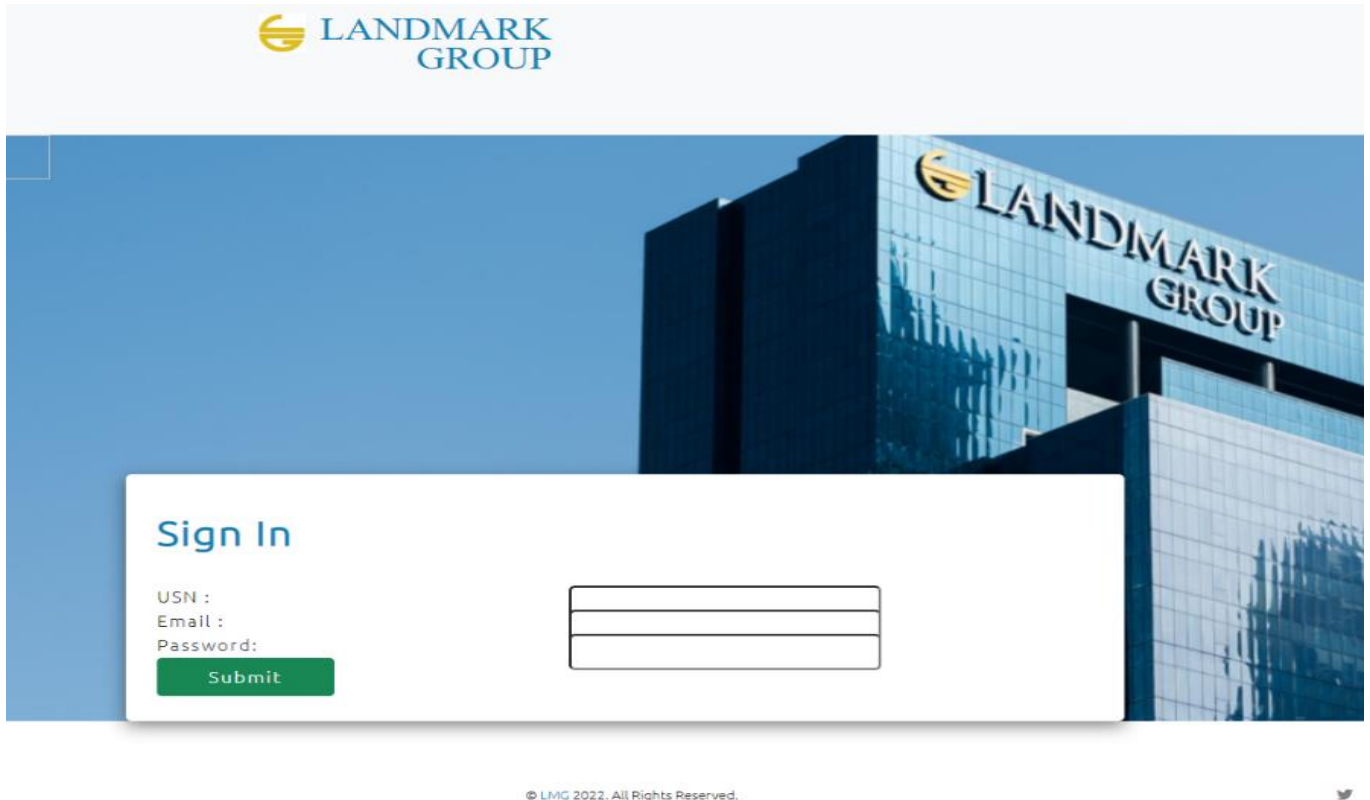 LANDMARK
GROUP
LANDMARK
GROUP
Sign In
USN :
Email :
Password:
Submit
© LMG 2022. All Rights Reserved.